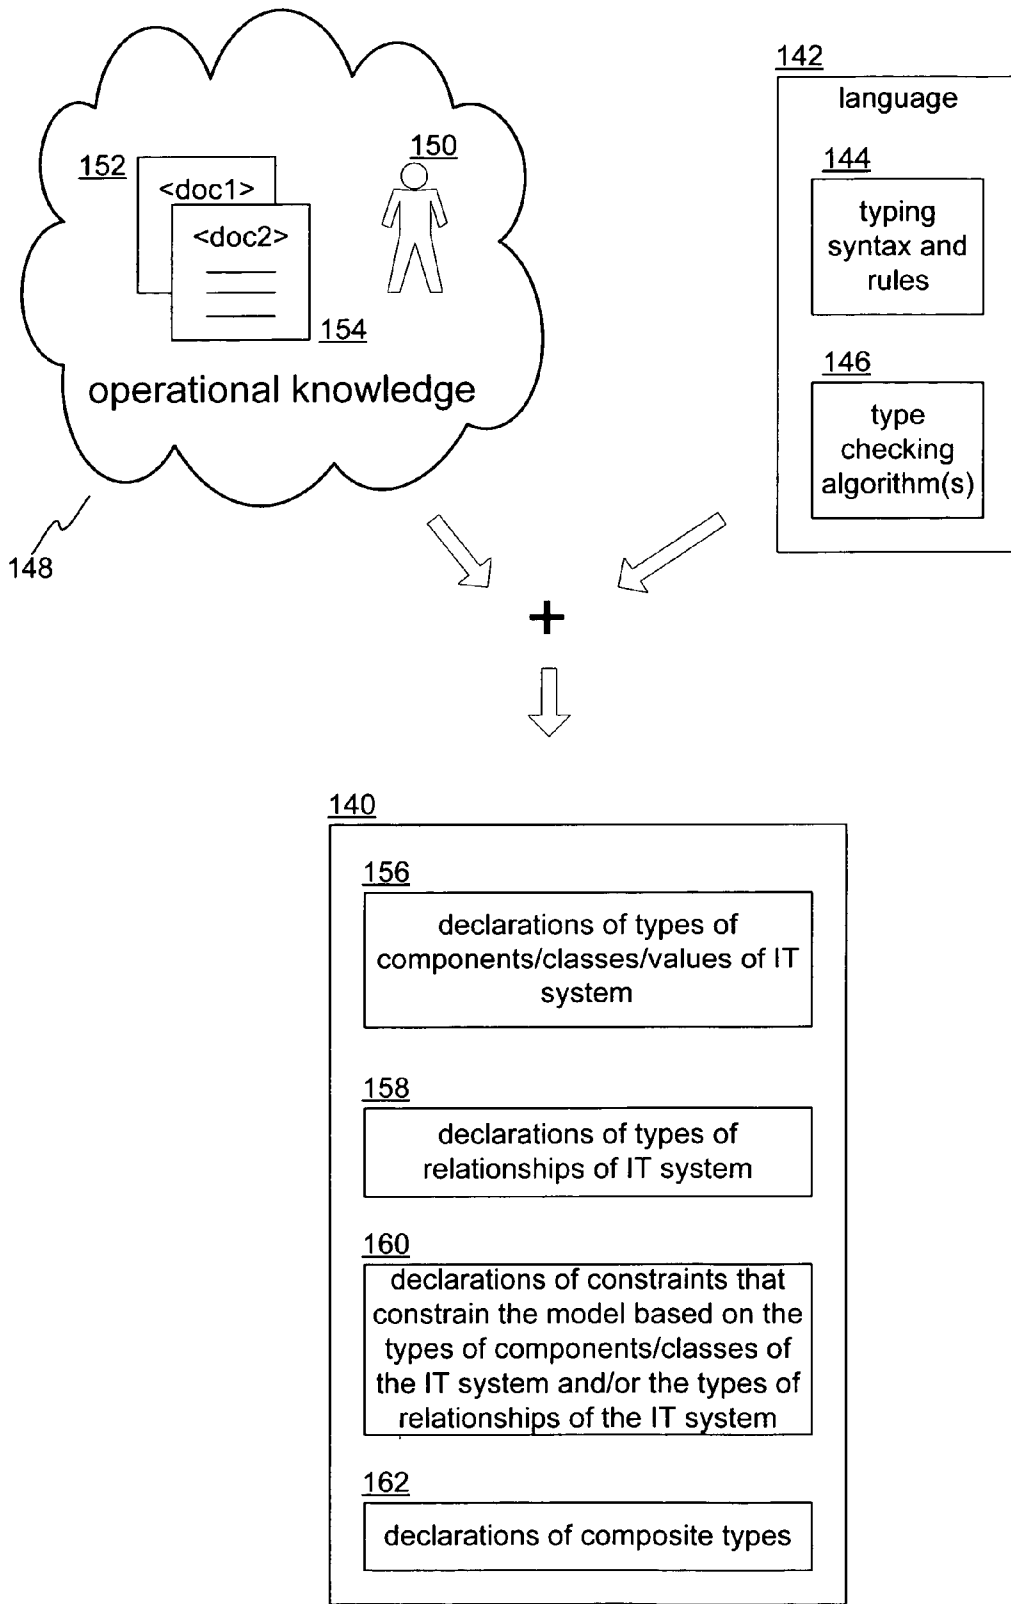 152
<doc1>
<doc2>
154
150
operational knowledge
148
142
language
144
typing
syntax and
rules
146
type
checking
algorithm(s)
+
140
156
declarations of types of
components/classes/values of IT
system
158
declarations of types of
relationships of IT system
160
declarations of constraints that
constrain the model based on the
types of components/classes of
the IT system and/or the types of
relationships of the IT system
162
declarations of composite types